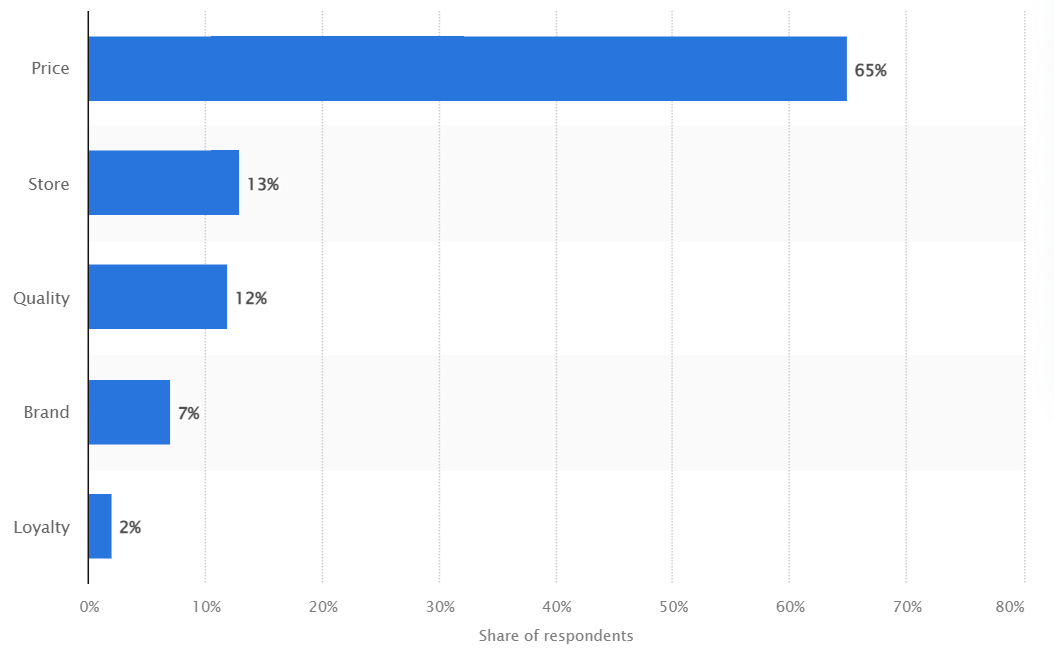 Price
65%
Store
13%
Quality
12%
Brand
7%
Loyalty
2%
0% 10% 20% 30% 40% 50% 60% 70% 80%
Share of respondents